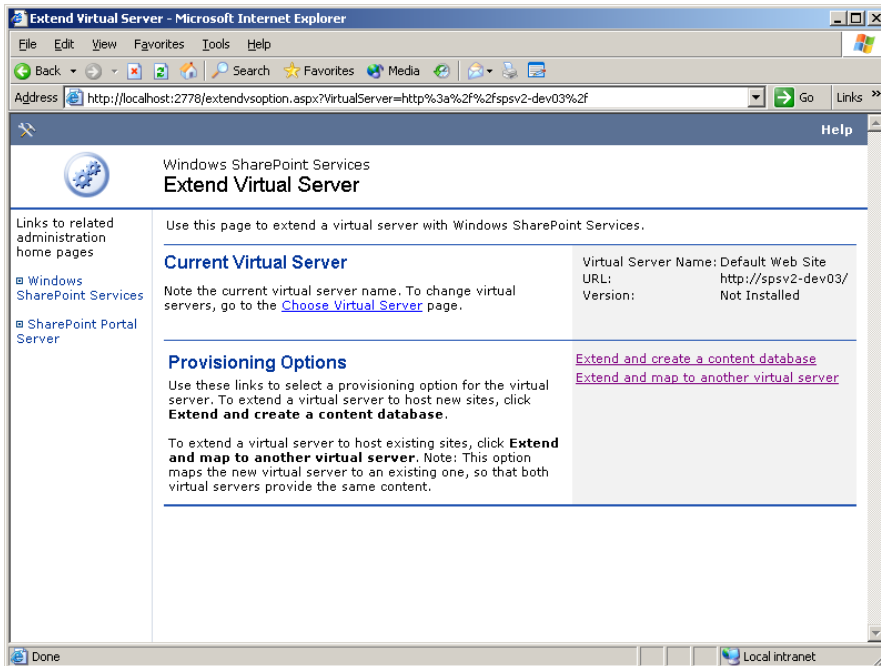 Extend Virtual Server - Microsoft Internet Explorer
File Edit View Favorites Tools Help
Back Search Favorites Media
Address http://localhost:2778/extendvsoption.aspx?VirtualServer=http%3a%2f%2fspsv2-dev03%2f Go Links »
Help
Windows SharePoint Services
Extend Virtual Server
Links to related
administration
home pages
Windows
SharePoint Services
SharePoint Portal
Server
Use this page to extend a virtual server with Windows SharePoint Services.
Current Virtual Server
Note the current virtual server name. To change virtual
servers, go to the Choose Virtual Server page.
Virtual Server Name: Default Web Site
URL: http://spsv2-dev03/
Version: Not Installed
Provisioning Options
Use these links to select a provisioning option for the virtual
server. To extend a virtual server to host new sites, click
Extend and create a content database.
To extend a virtual server to host existing sites, click Extend
and map to another virtual server. Note: This option
maps the new virtual server to an existing one, so that both
virtual servers provide the same content.
Extend and create a content database
Extend and map to another virtual server
Done Local intranet